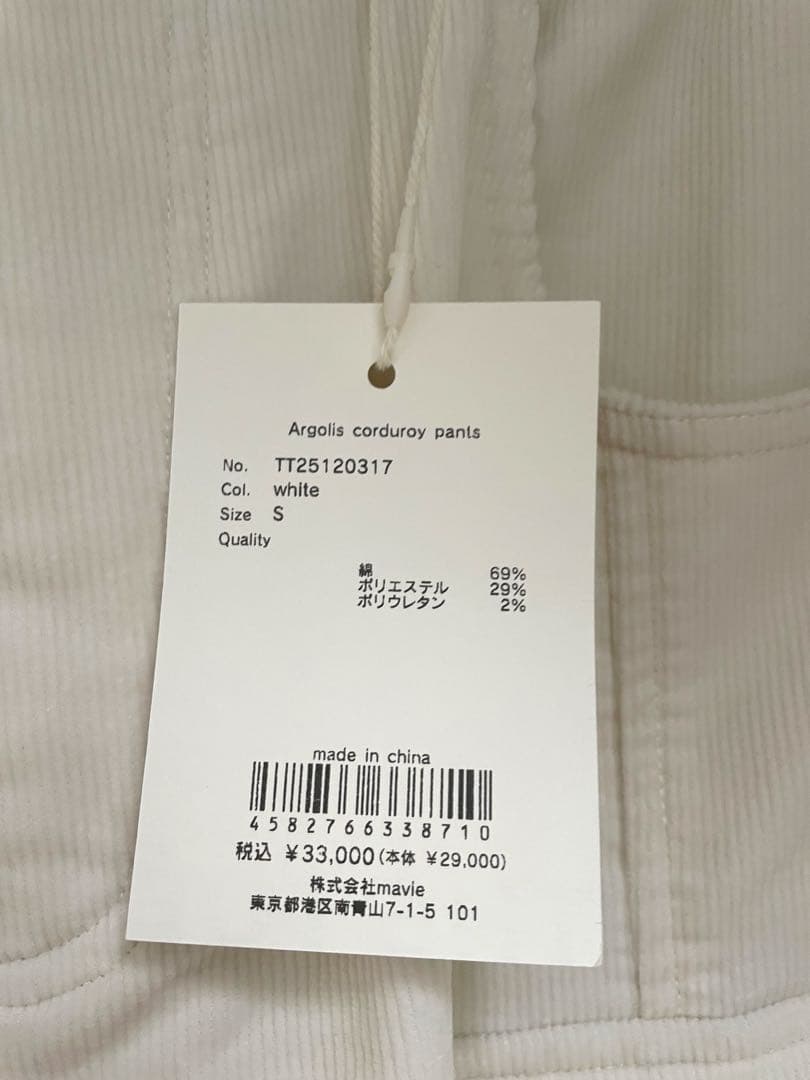 Argolis corduroy pants
No. TT25120317
Col. white
Size S
Quality
綿 69%
ポリエステル 29%
ポリウレタン 2%
made in china
4582766338710
税込 ¥33,000(本体 ¥29,000)
株式会社mavie
東京都港区南青山7-1-5 101